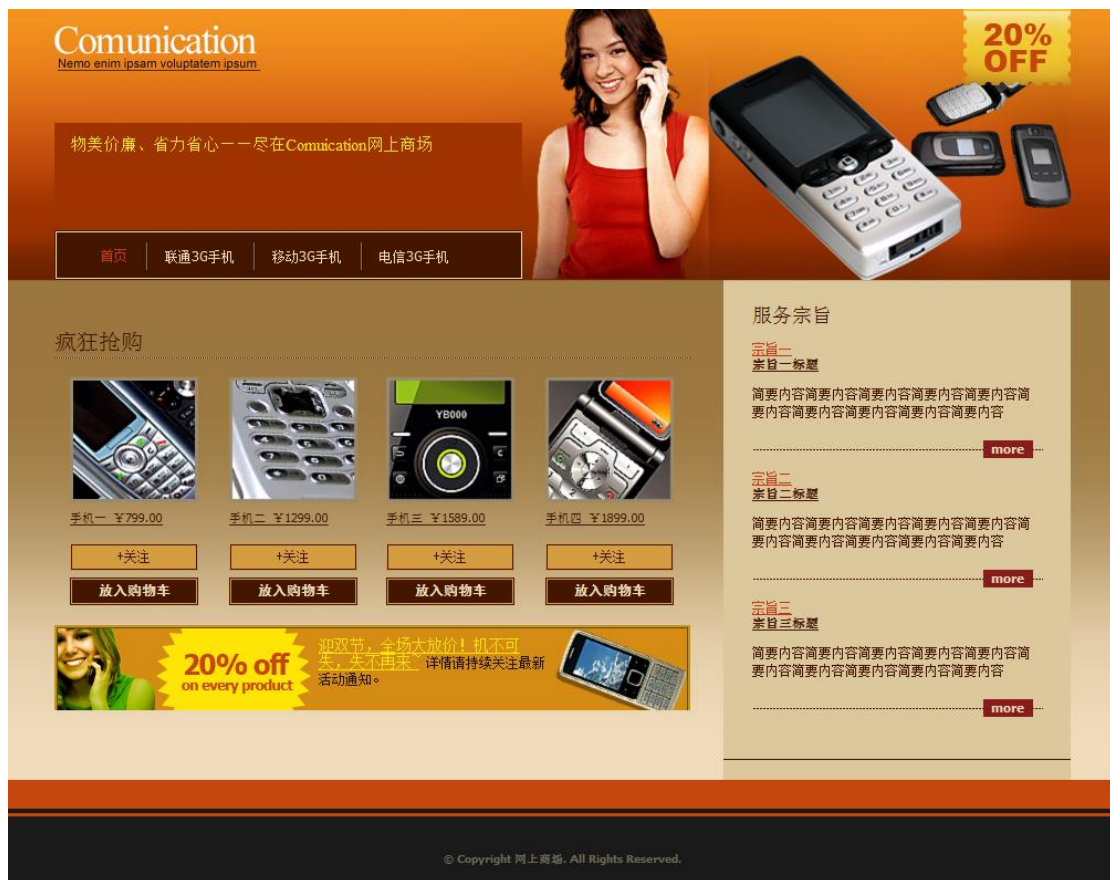 Comunication
Nemo enim ipsam voluptatem ipsum
20%
OFF
物美价廉、省力省心——尽在Comuication网上商场
首页
联通3G手机
移动3G手机
电信3G手机
疯狂抢购
YB000
手机一 ￥799.00
手机二 ￥1299.00
手机三 ￥1589.00
手机四 ￥1899.00
+关注
+关注
+关注
+关注
放入购物车
放入购物车
放入购物车
放入购物车
20% off
on every product
迎双节，全场大放价！机不可
失，失不再来~ 详情请持续关注最新
活动通知。
服务宗旨
宗旨一
宗旨一标题
简要内容简要内容简要内容简要内容简要内容简
要内容简要内容简要内容简要内容简要内容
more
宗旨二
宗旨二标题
简要内容简要内容简要内容简要内容简要内容简
要内容简要内容简要内容简要内容简要内容
more
宗旨三
宗旨三标题
简要内容简要内容简要内容简要内容简要内容简
要内容简要内容简要内容简要内容简要内容
more
© Copyright 网上商场. All Rights Reserved.